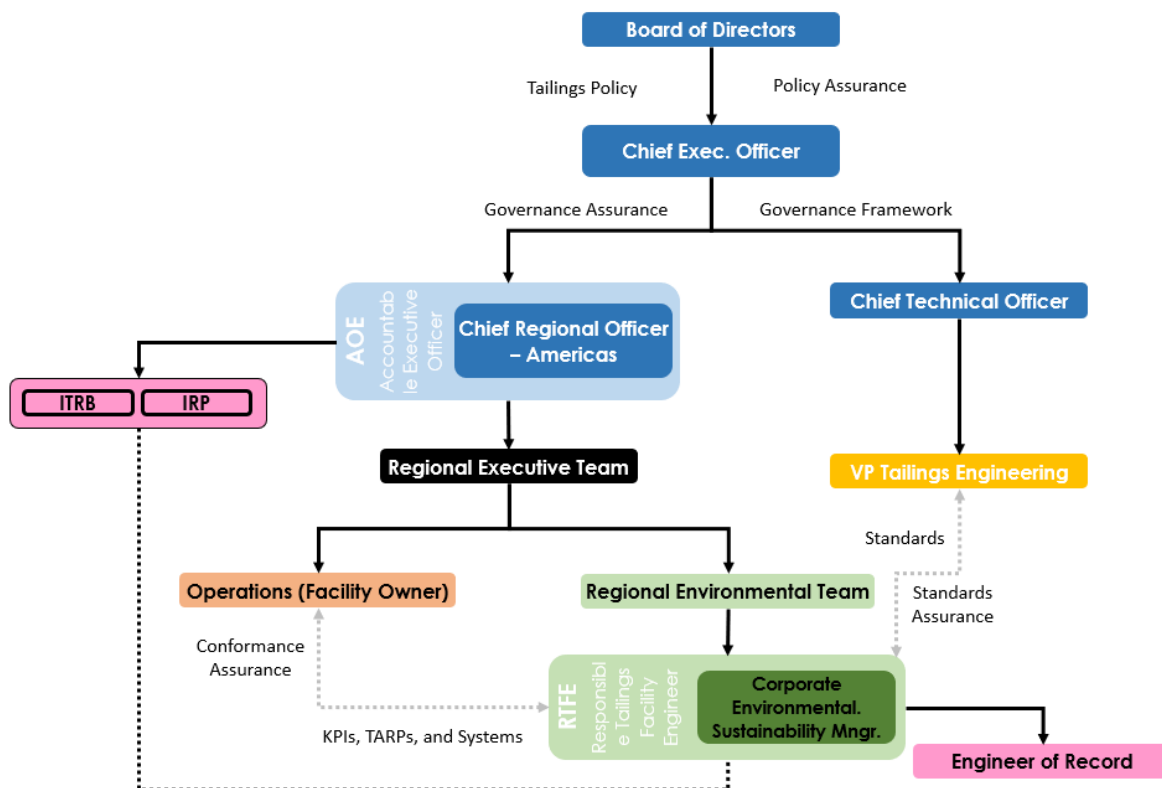 Board of Directors
Tailings Policy
Policy Assurance
Chief Exec. Officer
Governance Assurance
Governance Framework
AOE
Accountab
le Executive
Officer
Chief Regional Officer
– Americas
Chief Technical Officer
ITRB
IRP
Regional Executive Team
VP Tailings Engineering
Standards
Operations (Facility Owner)
Regional Environmental Team
Standards
Assurance
Conformance
Assurance
RTFE
Responsibl
e Tailings
Facility
Engineer
Corporate
Environmental.
Sustainability Mngr.
KPIs, TARPs, and Systems
Engineer of Record